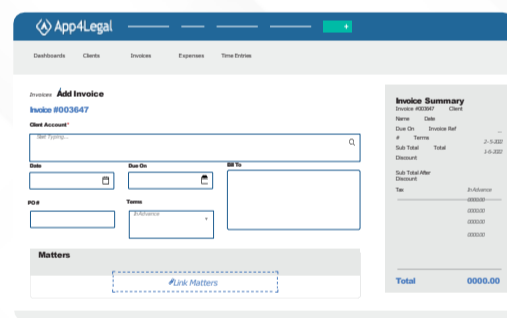 App4Legal
+
Dashboards Clients Invoices Expenses Time Entries
Invoices Add Invoice
Invoice #003647
Client Account*
Start Typing...
Date Due On Bill To
PO# Terms
In Advance
Matters
Link Matters
Invoice Summary
Invoice #003647 Client
Name Date
Due On Invoice Ref
# Terms
Sub Total Total
Discount
Sub Total After
Discount
Tax
In Advance
0000.00
0000.00
0000.00
0000.00
Total 0000.00